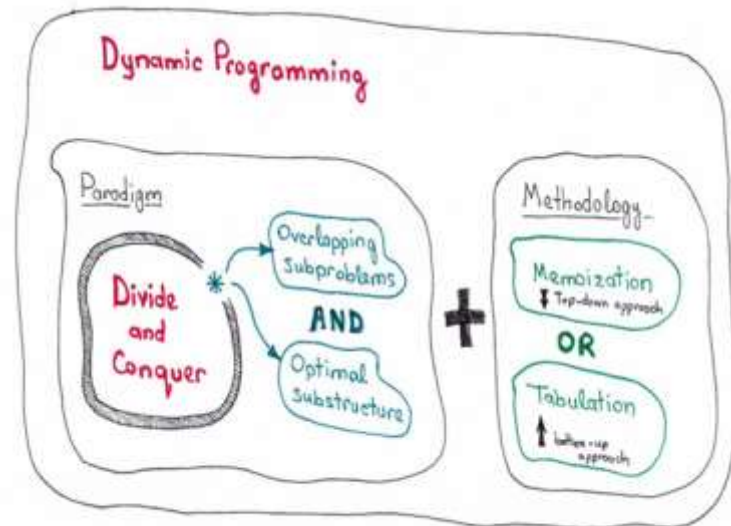 Dynamic Programming
Paradigm
Divide
and
Conquer
*
Overlapping
subproblems
AND
Optimal
substructure
+
Methodology
Memoization
Top-down approach
OR
Tabulation
bottom-up
approach